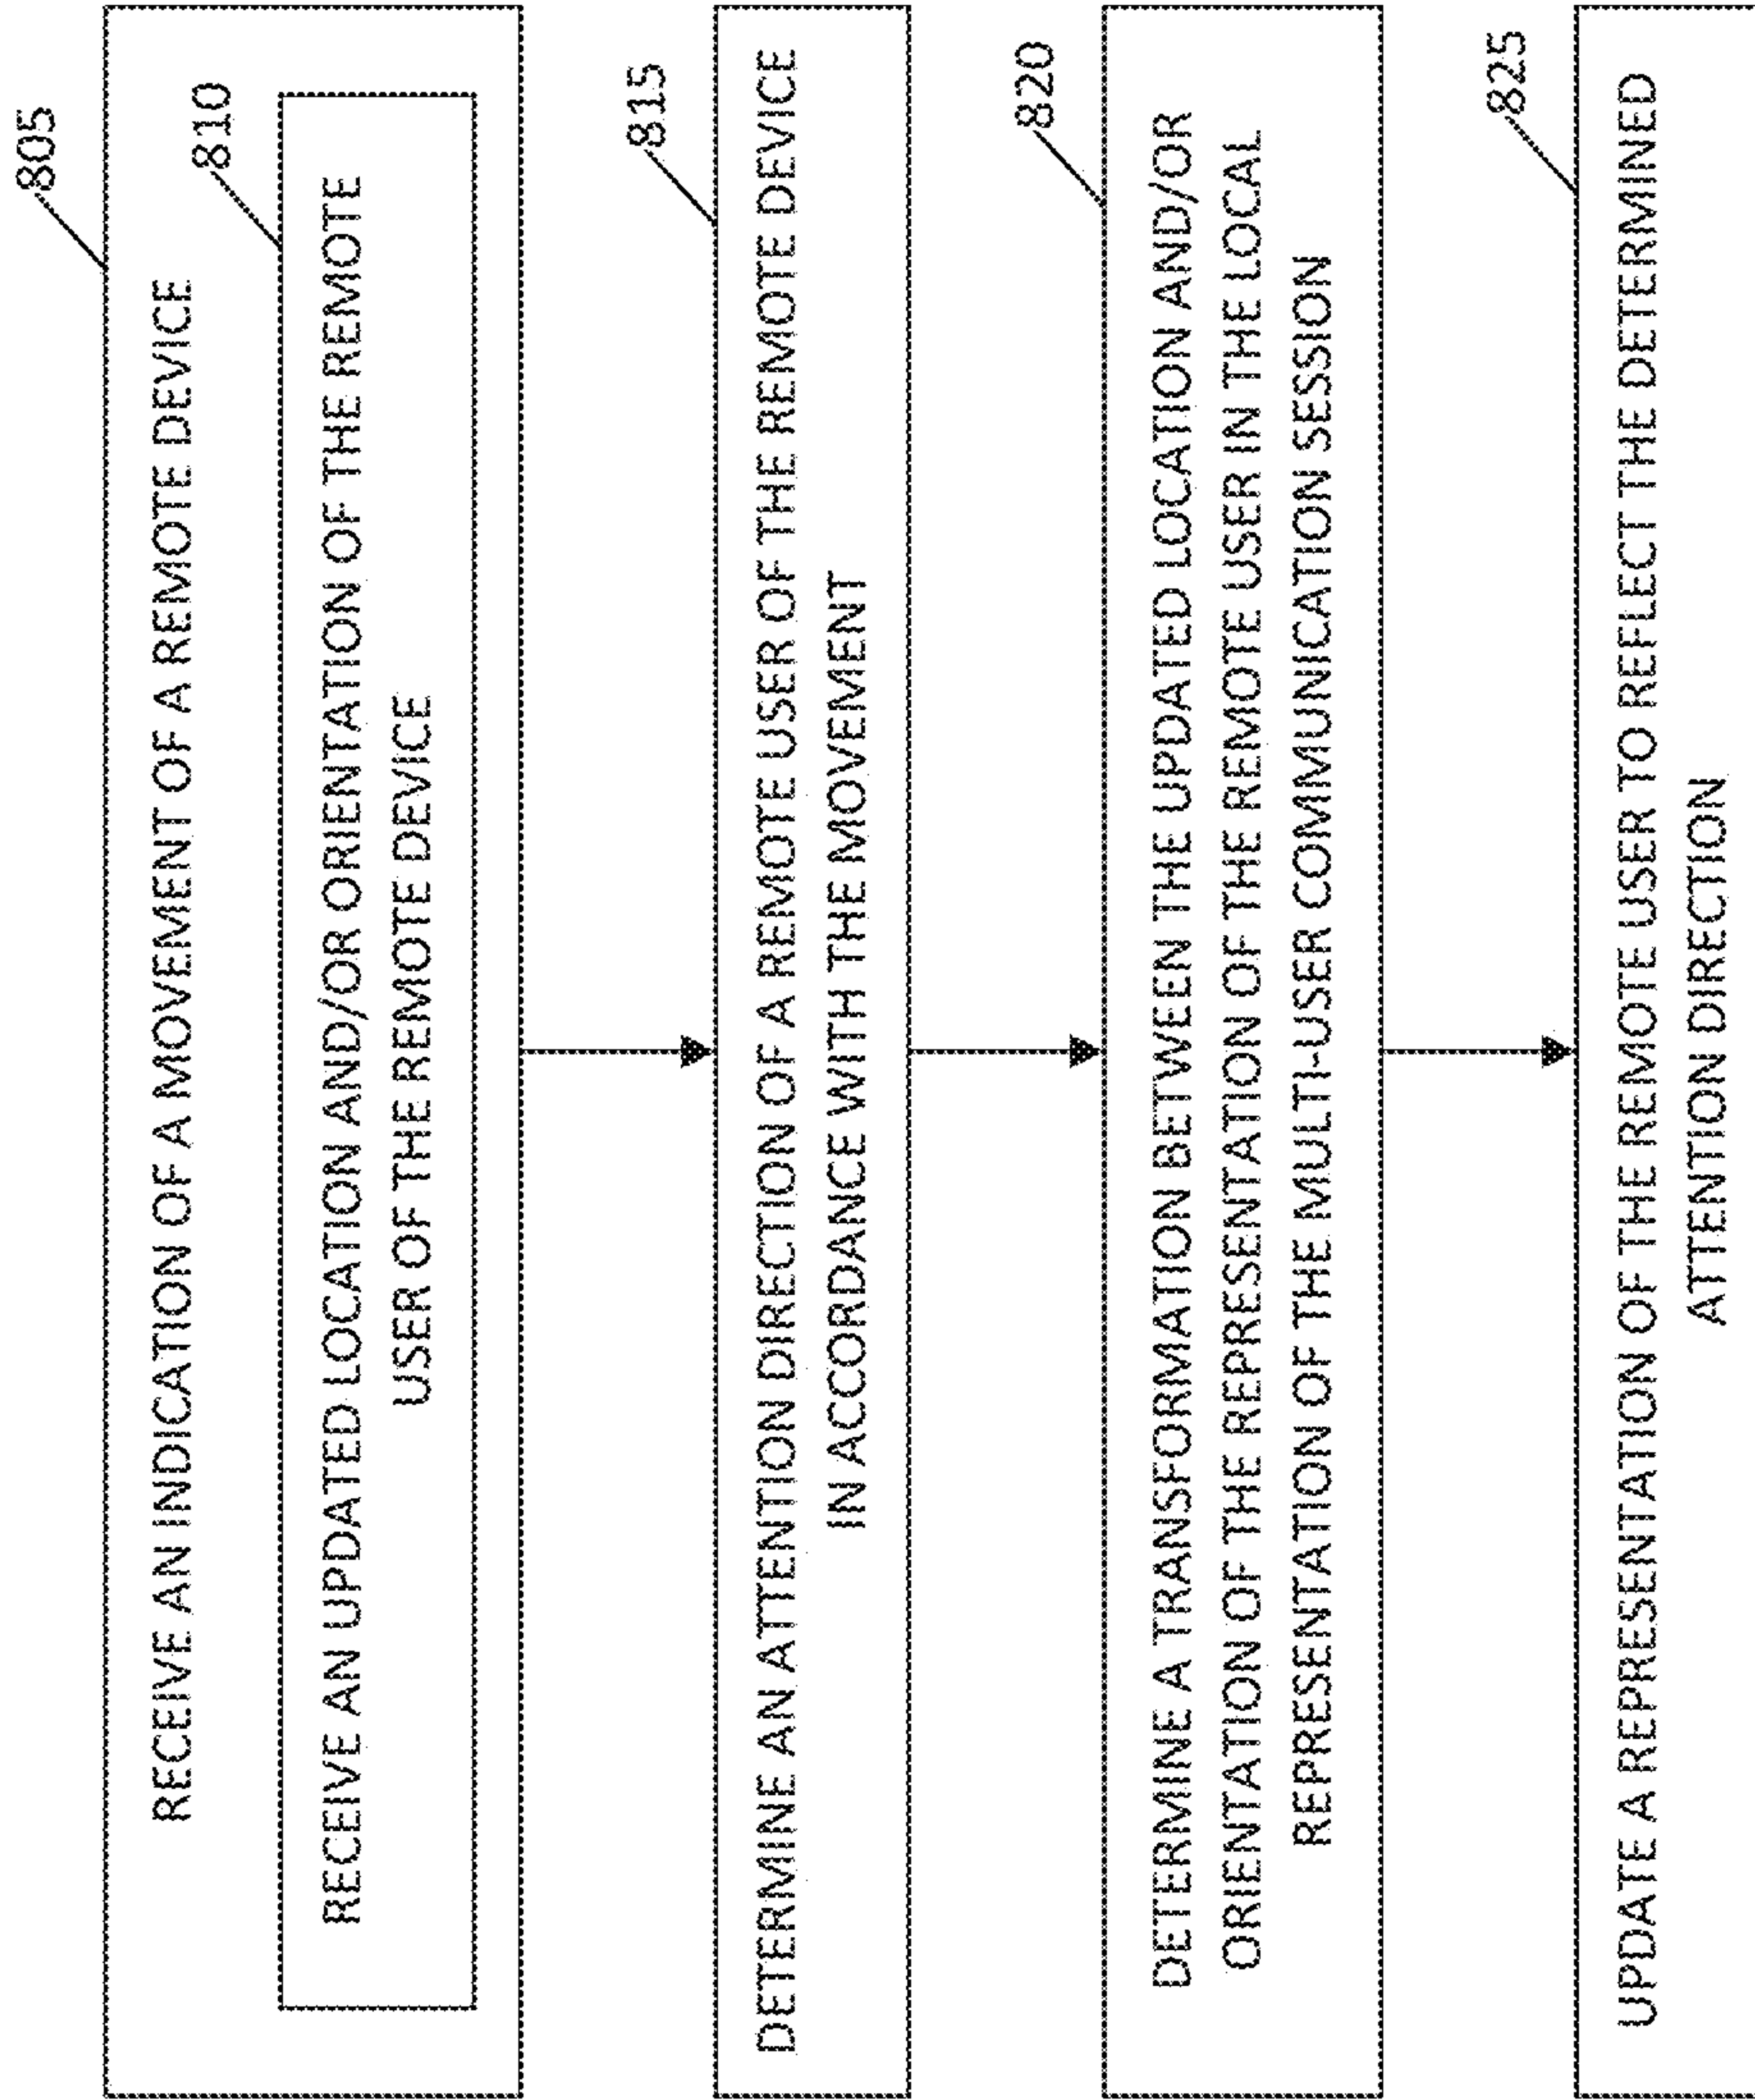 805
RECEIVE AN INDICATION OF A MOVEMENT OF A REMOTE DEVICE
810
RECEIVE AN UPDATED LOCATION AND/OR ORIENTATION OF THE REMOTE
USER OF THE REMOTE DEVICE
815
DETERMINE AN ATTENTION DIRECTION OF A REMOTE USER OF THE REMOTE DEVICE
IN ACCORDANCE WITH THE MOVEMENT
820
DETERMINE A TRANSFORMATION BETWEEN THE UPDATED LOCATION AND/OR
ORIENTATION OF THE REPRESENTATION OF THE REMOTE USER IN THE LOCAL
REPRESENTATION OF THE MULTI-USER COMMUNICATION SESSION
825
UPDATE A REPRESENTATION OF THE REMOTE USER TO REFLECT THE DETERMINED
ATTENTION DIRECTION